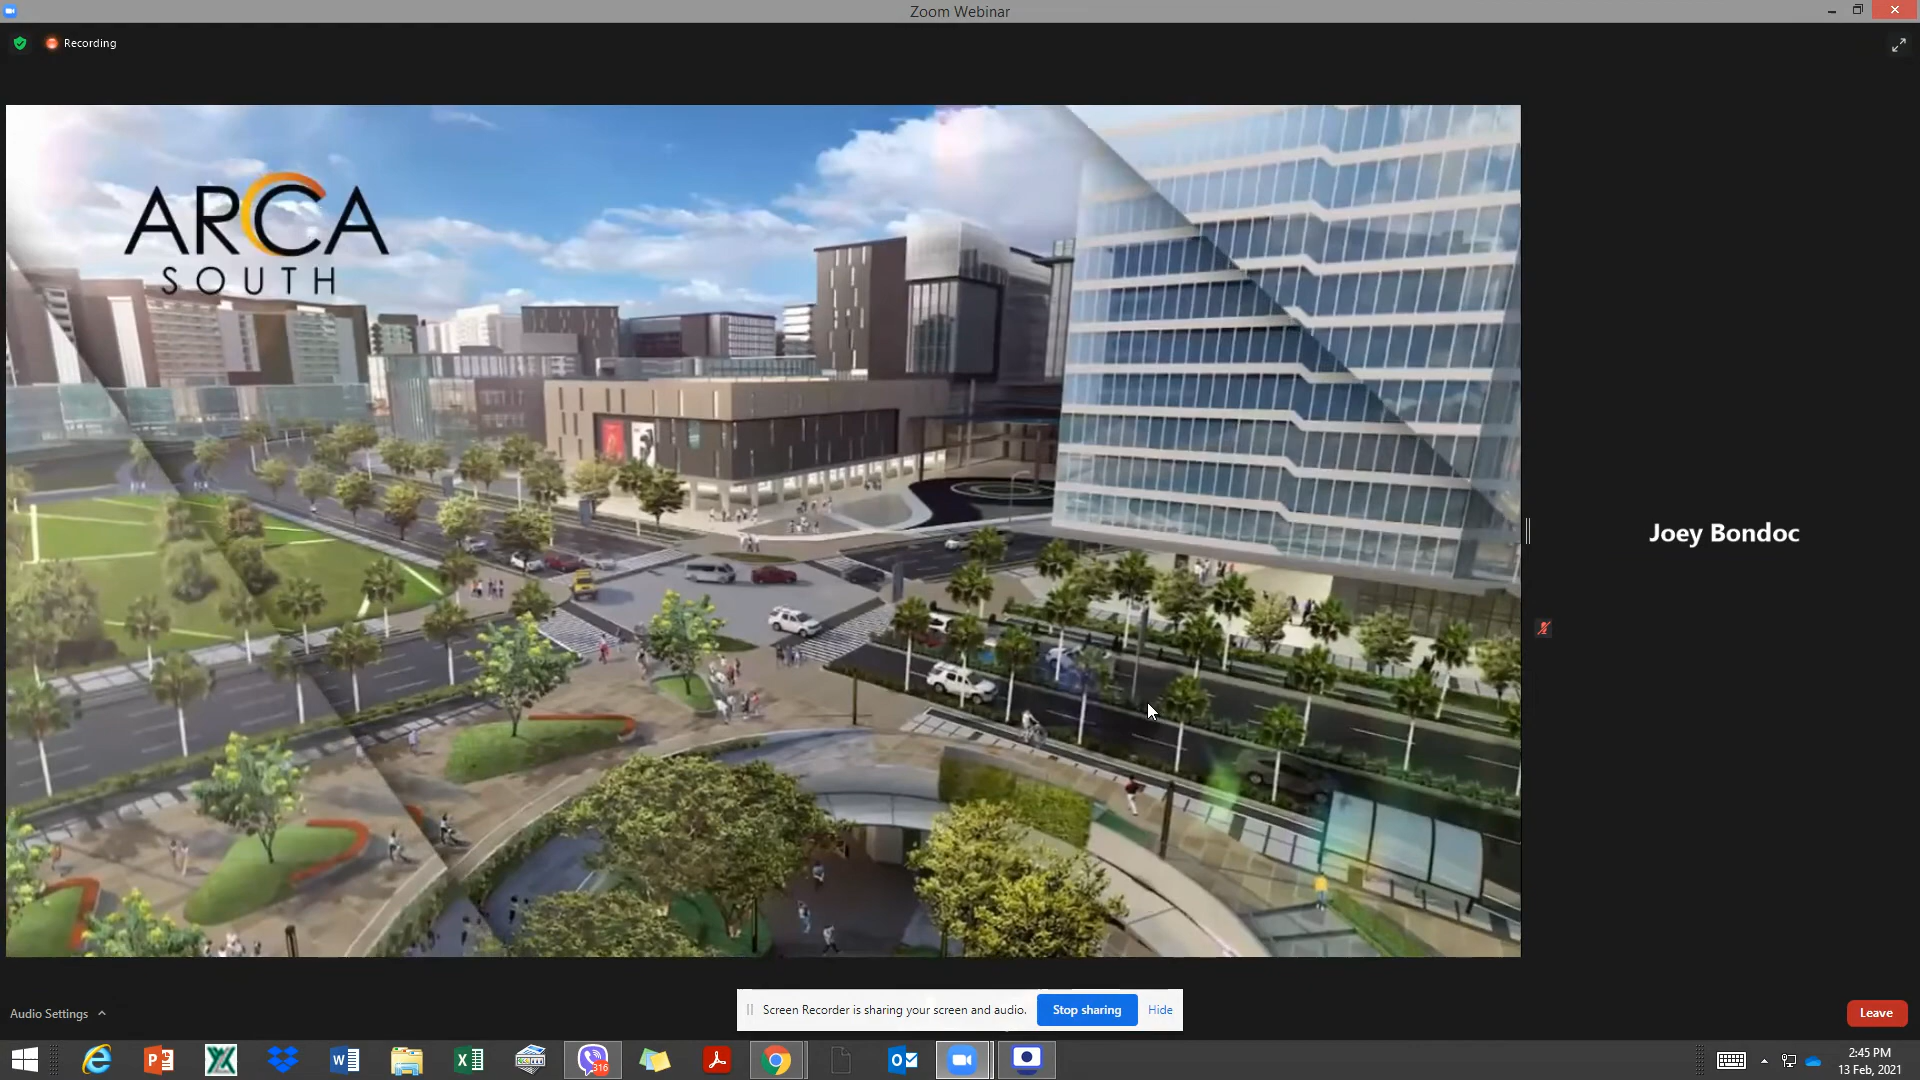 Zoom Webinar
Recording
ARCA
SOUTH
Joey Bondoc
Audio Settings
Screen Recorder is sharing your screen and audio.
Stop sharing
Hide
Leave
316
2:45 PM
13 Feb, 2021